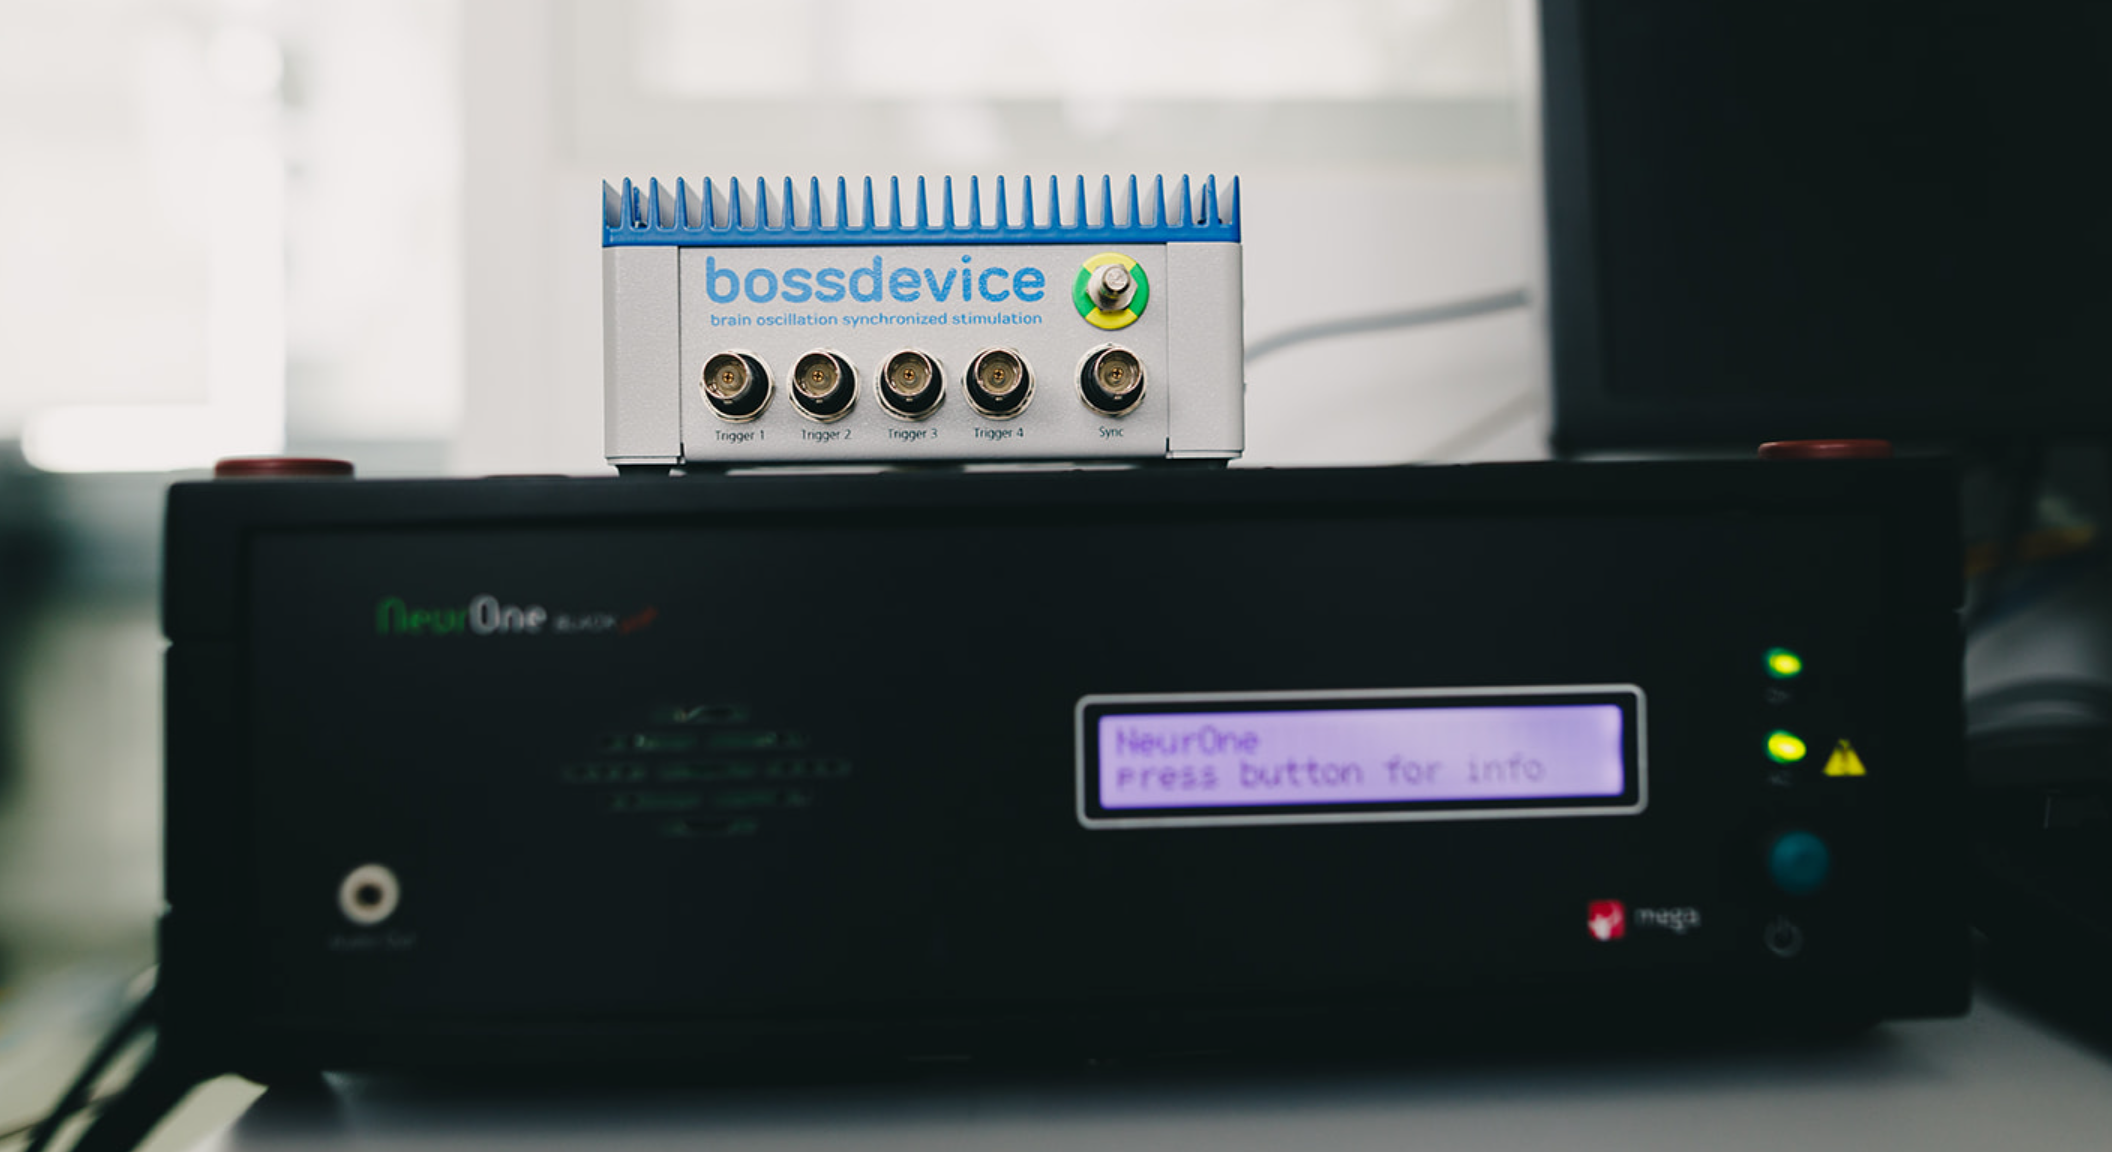 bossdevice
brain oscillation synchronized stimulation
Trigger 1 Trigger 2 Trigger 3 Trigger 4 Sync
NeurOne
NeurOne
Press button for info
mega